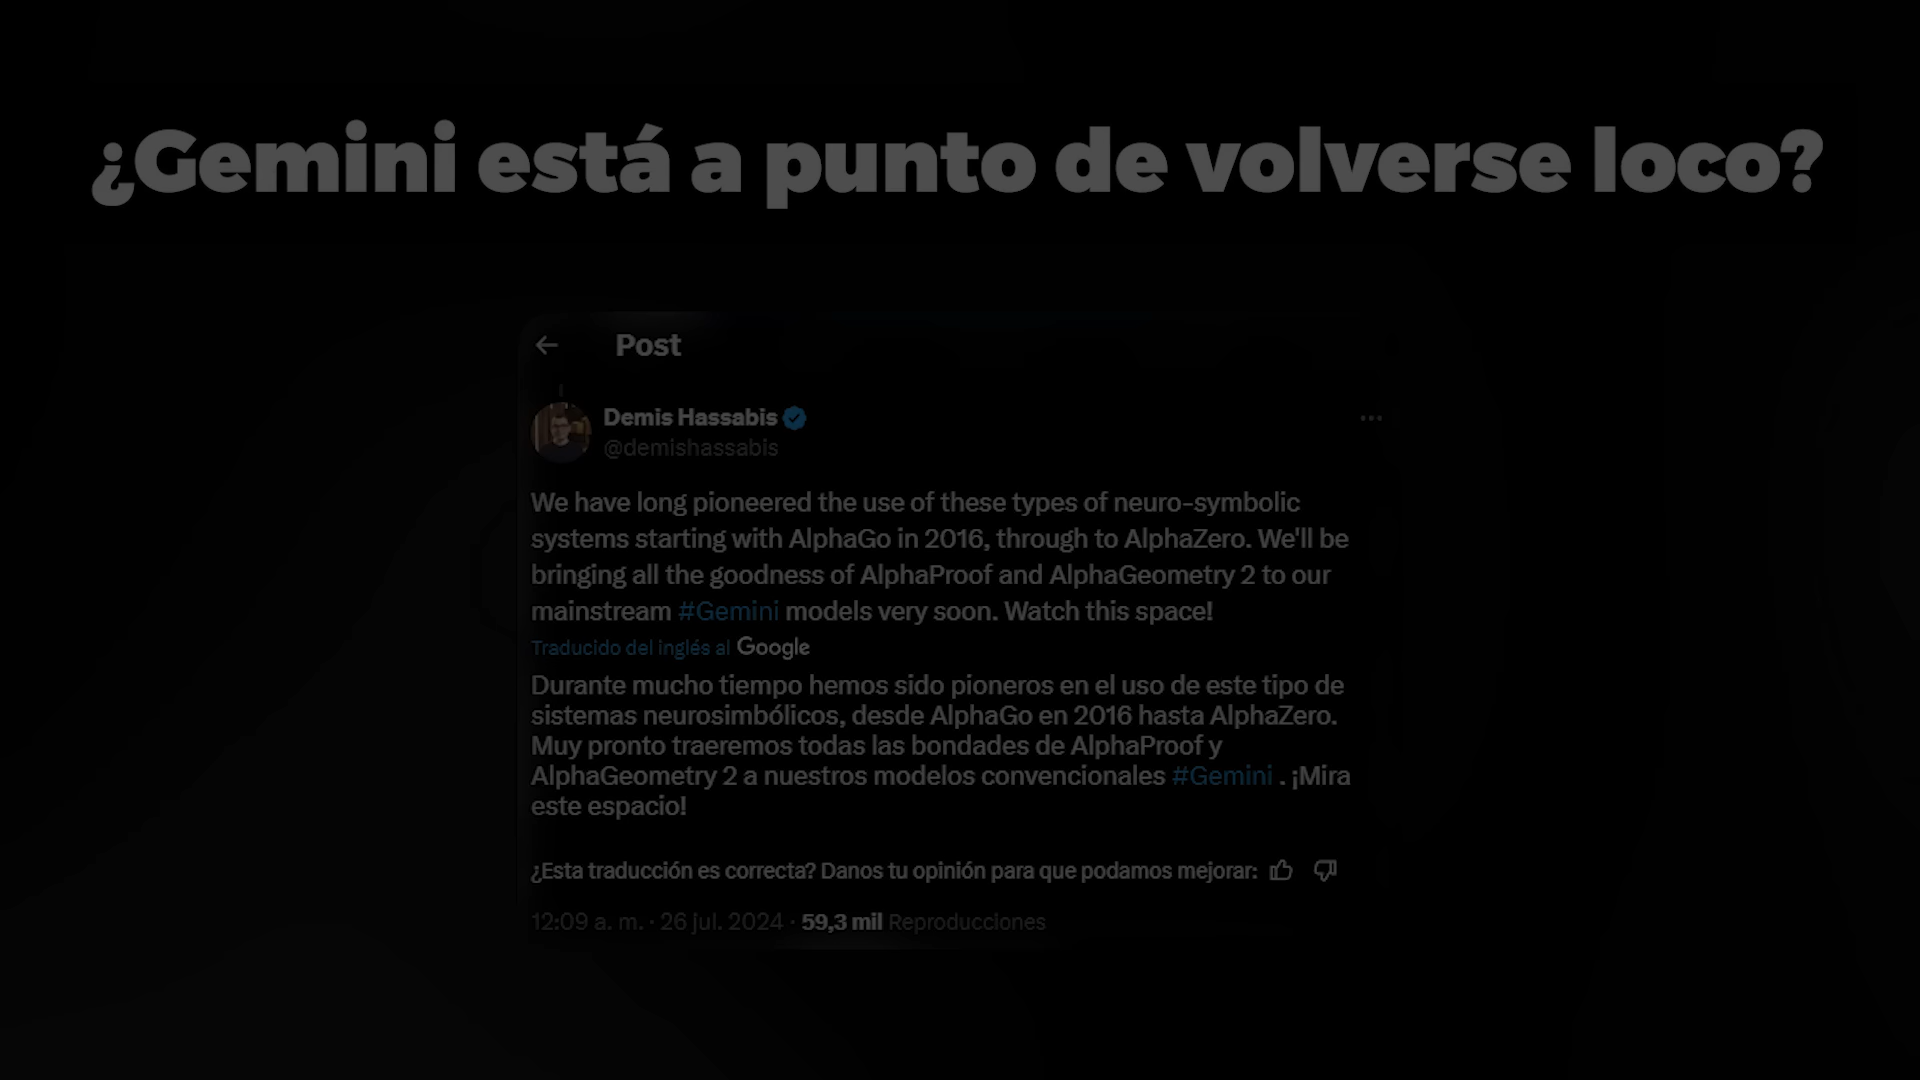 ¿Gemini está a punto de volverse loco?
Post
Demis Hassabis
@demishassabis
We have long pioneered the use of these types of neuro-symbolic
systems starting with AlphaGo in 2016, through to AlphaZero. We'll be
bringing all the goodness of AlphaProof and AlphaGeometry 2 to our
mainstream #Gemini models very soon. Watch this space!
Traducido del inglés al Google
Durante mucho tiempo hemos sido pioneros en el uso de este tipo de
sistemas neurosimbólicos, desde AlphaGo en 2016 hasta AlphaZero.
Muy pronto traeremos todas las bondades de AlphaProof y
AlphaGeometry 2 a nuestros modelos convencionales #Gemini . ¡Mira
este espacio!
¿Esta traducción es correcta? Danos tu opinión para que podamos mejorar:
12:09 a. m. · 26 jul. 2024 · 59,3 mil Reproducciones